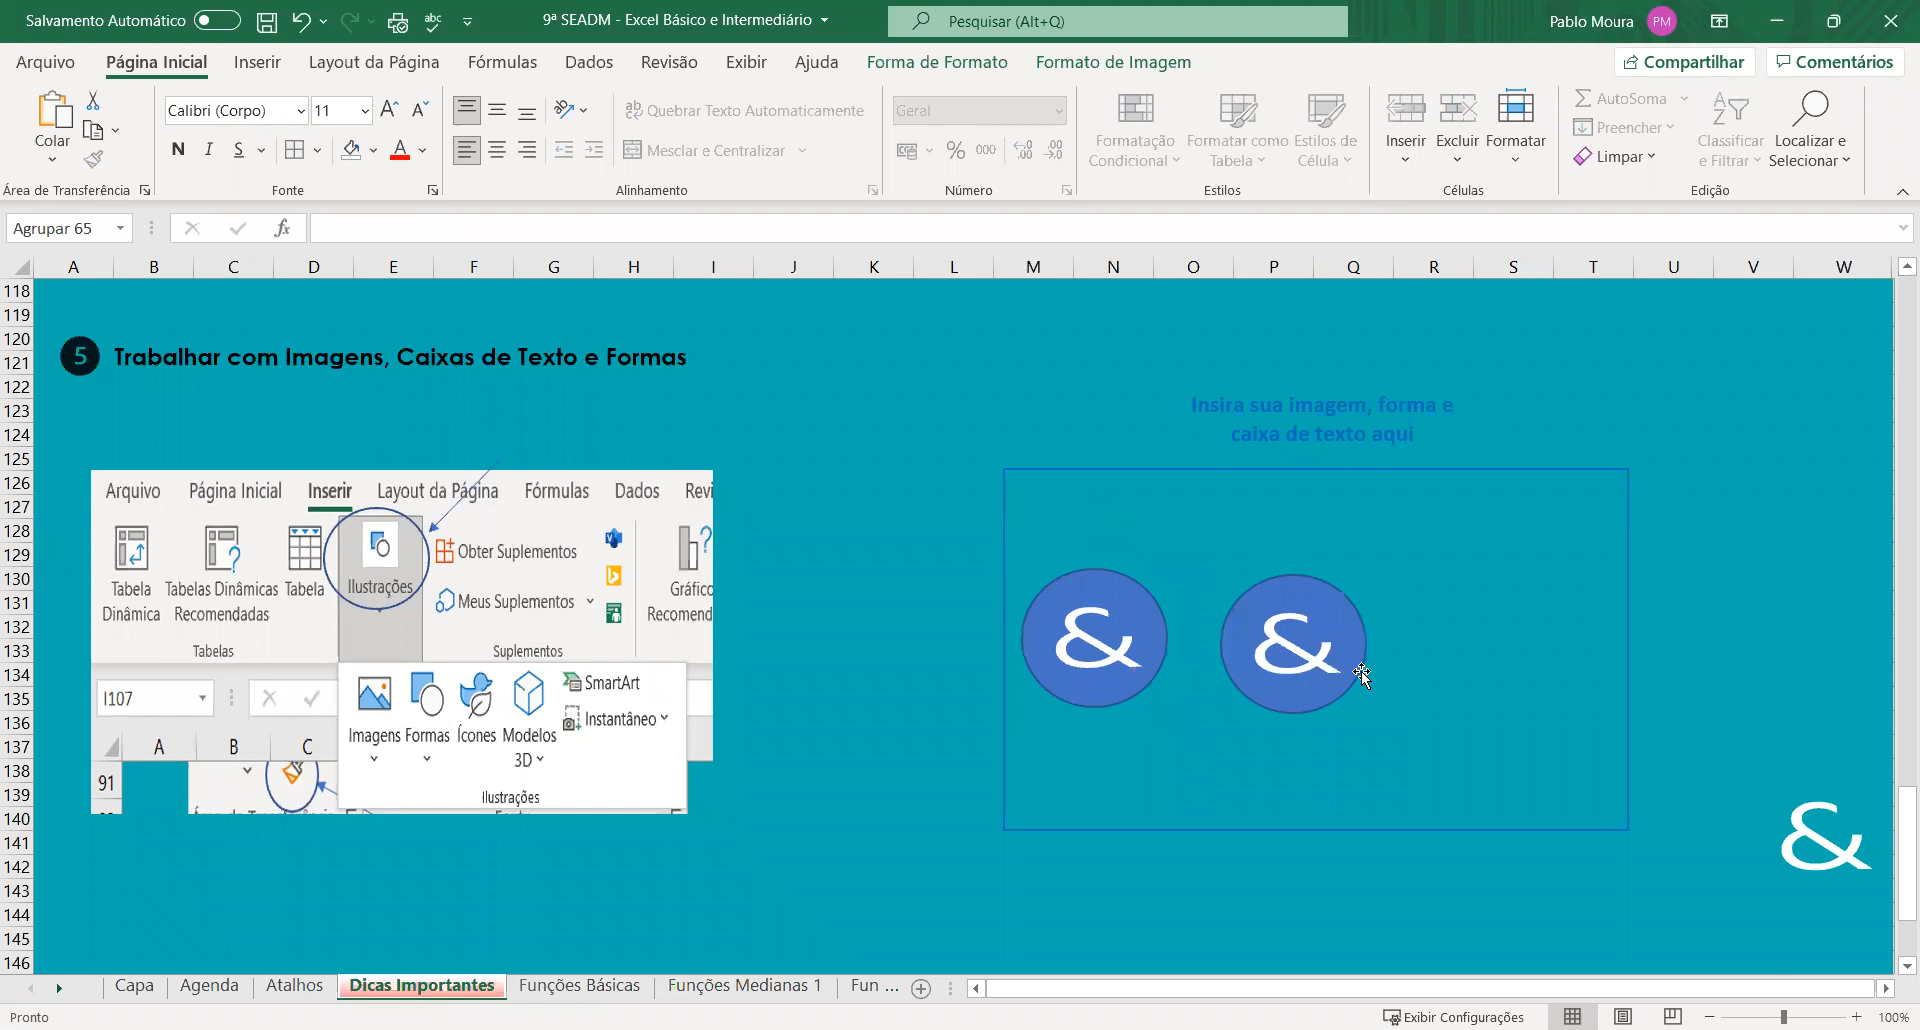 Salvamento Automático
abc
9ª SEADM - Excel Básico e Intermediário
Pesquisar (Alt+Q)
Pablo Moura
PM
Arquivo Página Inicial Inserir Layout da Página Fórmulas Dados Revisão Exibir Ajuda Forma de Formato Formato de Imagem
Compartilhar
Comentários
Colar
Área de Transferência
Calibri (Corpo) 11 A A
N I S A
Fonte
ab Quebrar Texto Automaticamente
Mesclar e Centralizar
Alinhamento
Geral
% 000
Número
Formatação Condicional
Formatar como Tabela
Estilos de Célula
Estilos
Inserir Excluir Formatar
Células
AutoSoma
Preencher
Limpar
Classificar e Filtrar
Localizar e Selecionar
Edição
Agrupar 65
fx
A B C D E F G H I J K L M N O P Q R S T U V W
118
119
120
121
122
123
124
125
126
127
128
129
130
131
132
133
134
135
136
137
138
139
140
141
142
143
144
145
146
5 Trabalhar com Imagens, Caixas de Texto e Formas
Insira sua imagem, forma e
caixa de texto aqui
Arquivo Página Inicial Inserir Layout da Página Fórmulas Dados Revi
Tabela Dinâmica
Tabelas Dinâmicas Recomendadas
Tabela
Ilustrações
Obter Suplementos
Meus Suplementos
Gráfico
Recomend
Tabelas
Suplementos
I107
Imagens Formas Ícones Modelos 3D
SmartArt
Instantâneo
Ilustrações
A B C
91
& &
&
Capa Agenda Atalhos Dicas Importantes Funções Básicas Funções Medianas 1 Fun ...
Pronto
Exibir Configurações
100%